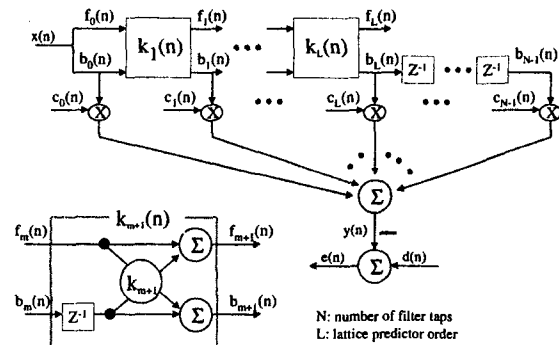 f₀(n) f₁(n) f_L(n)
x(n) k₁(n) k_L(n)
b₀(n) b₁(n) b_L(n) Z⁻¹ Z⁻¹ b_{N-1}(n)
c₀(n) X c₁(n) X c_L(n) X c_{N-1}(n) X
Σ
y(n)
e(n) Σ d(n)
k_{m+1}(n)
f_m(n) Σ f_{m+1}(n)
k_{m+1}
b_m(n) Z⁻¹ Σ b_{m+1}(n)
N: number of filter taps
L: lattice predictor order